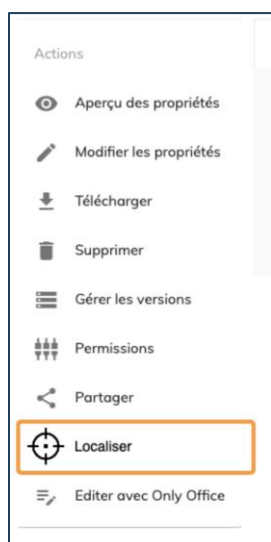 Actions
Aperçu des propriétés
Modifier les propriétés
Télécharger
Supprimer
Gérer les versions
Permissions
Partager
Localiser
Editer avec Only Office